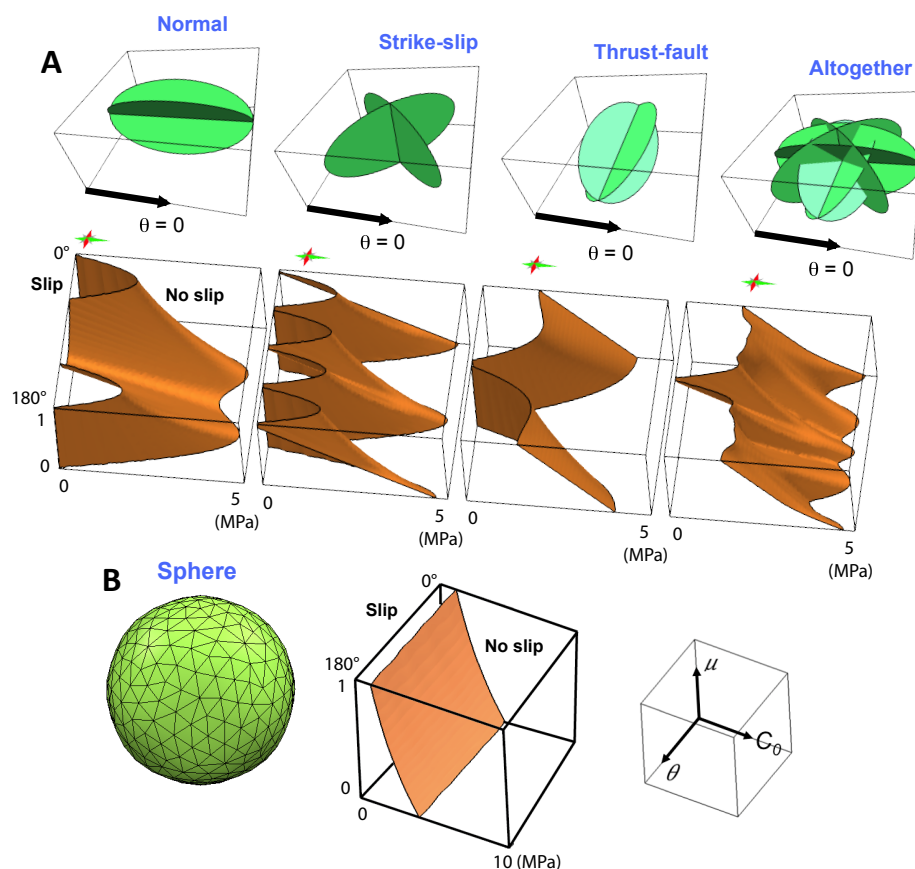 Normal
Strike-slip
Thrust-fault
Altogether
A
θ = 0
θ = 0
θ = 0
θ = 0
0°
Slip
No slip
180°
1
0
0
5
(MPa)
0
5
(MPa)
0
5
(MPa)
0
5
(MPa)
B
Sphere
0°
Slip
No slip
180°
1
0
0
10 (MPa)
μ
C₀
θ